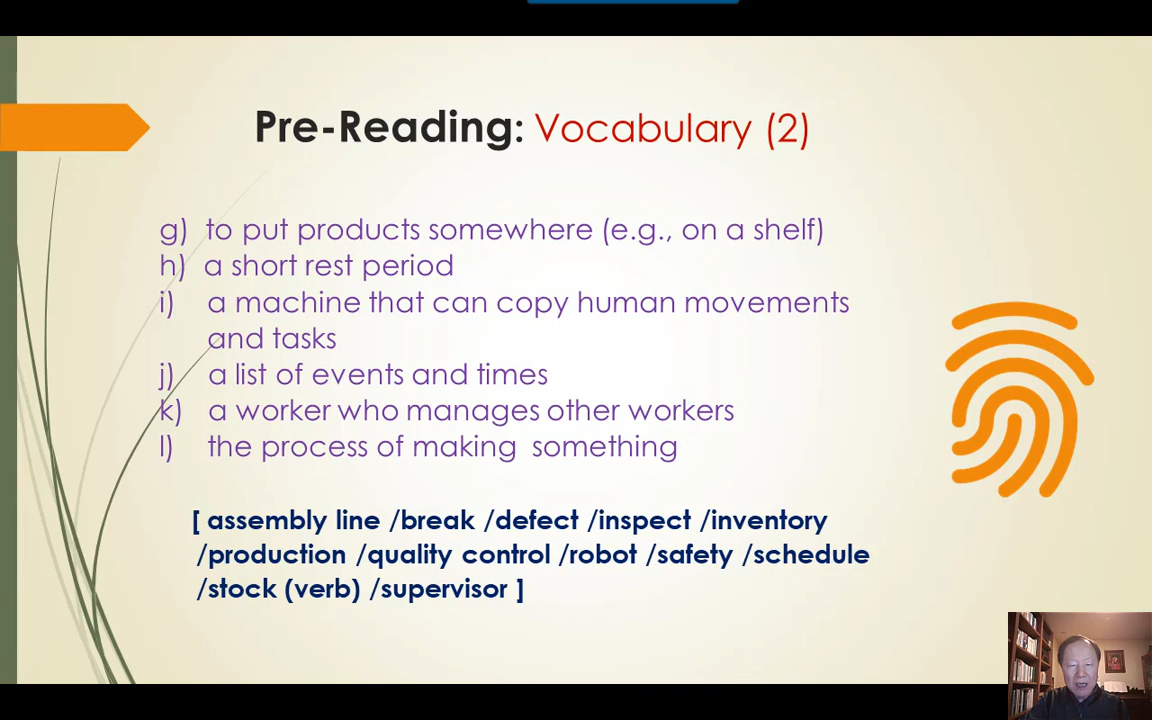 Pre-Reading: Vocabulary (2)
g) to put products somewhere (e.g., on a shelf)
h) a short rest period
i) a machine that can copy human movements
and tasks
j) a list of events and times
k) a worker who manages other workers
l) the process of making something
[ assembly line /break /defect /inspect /inventory
/production /quality control /robot /safety /schedule
/stock (verb) /supervisor ]